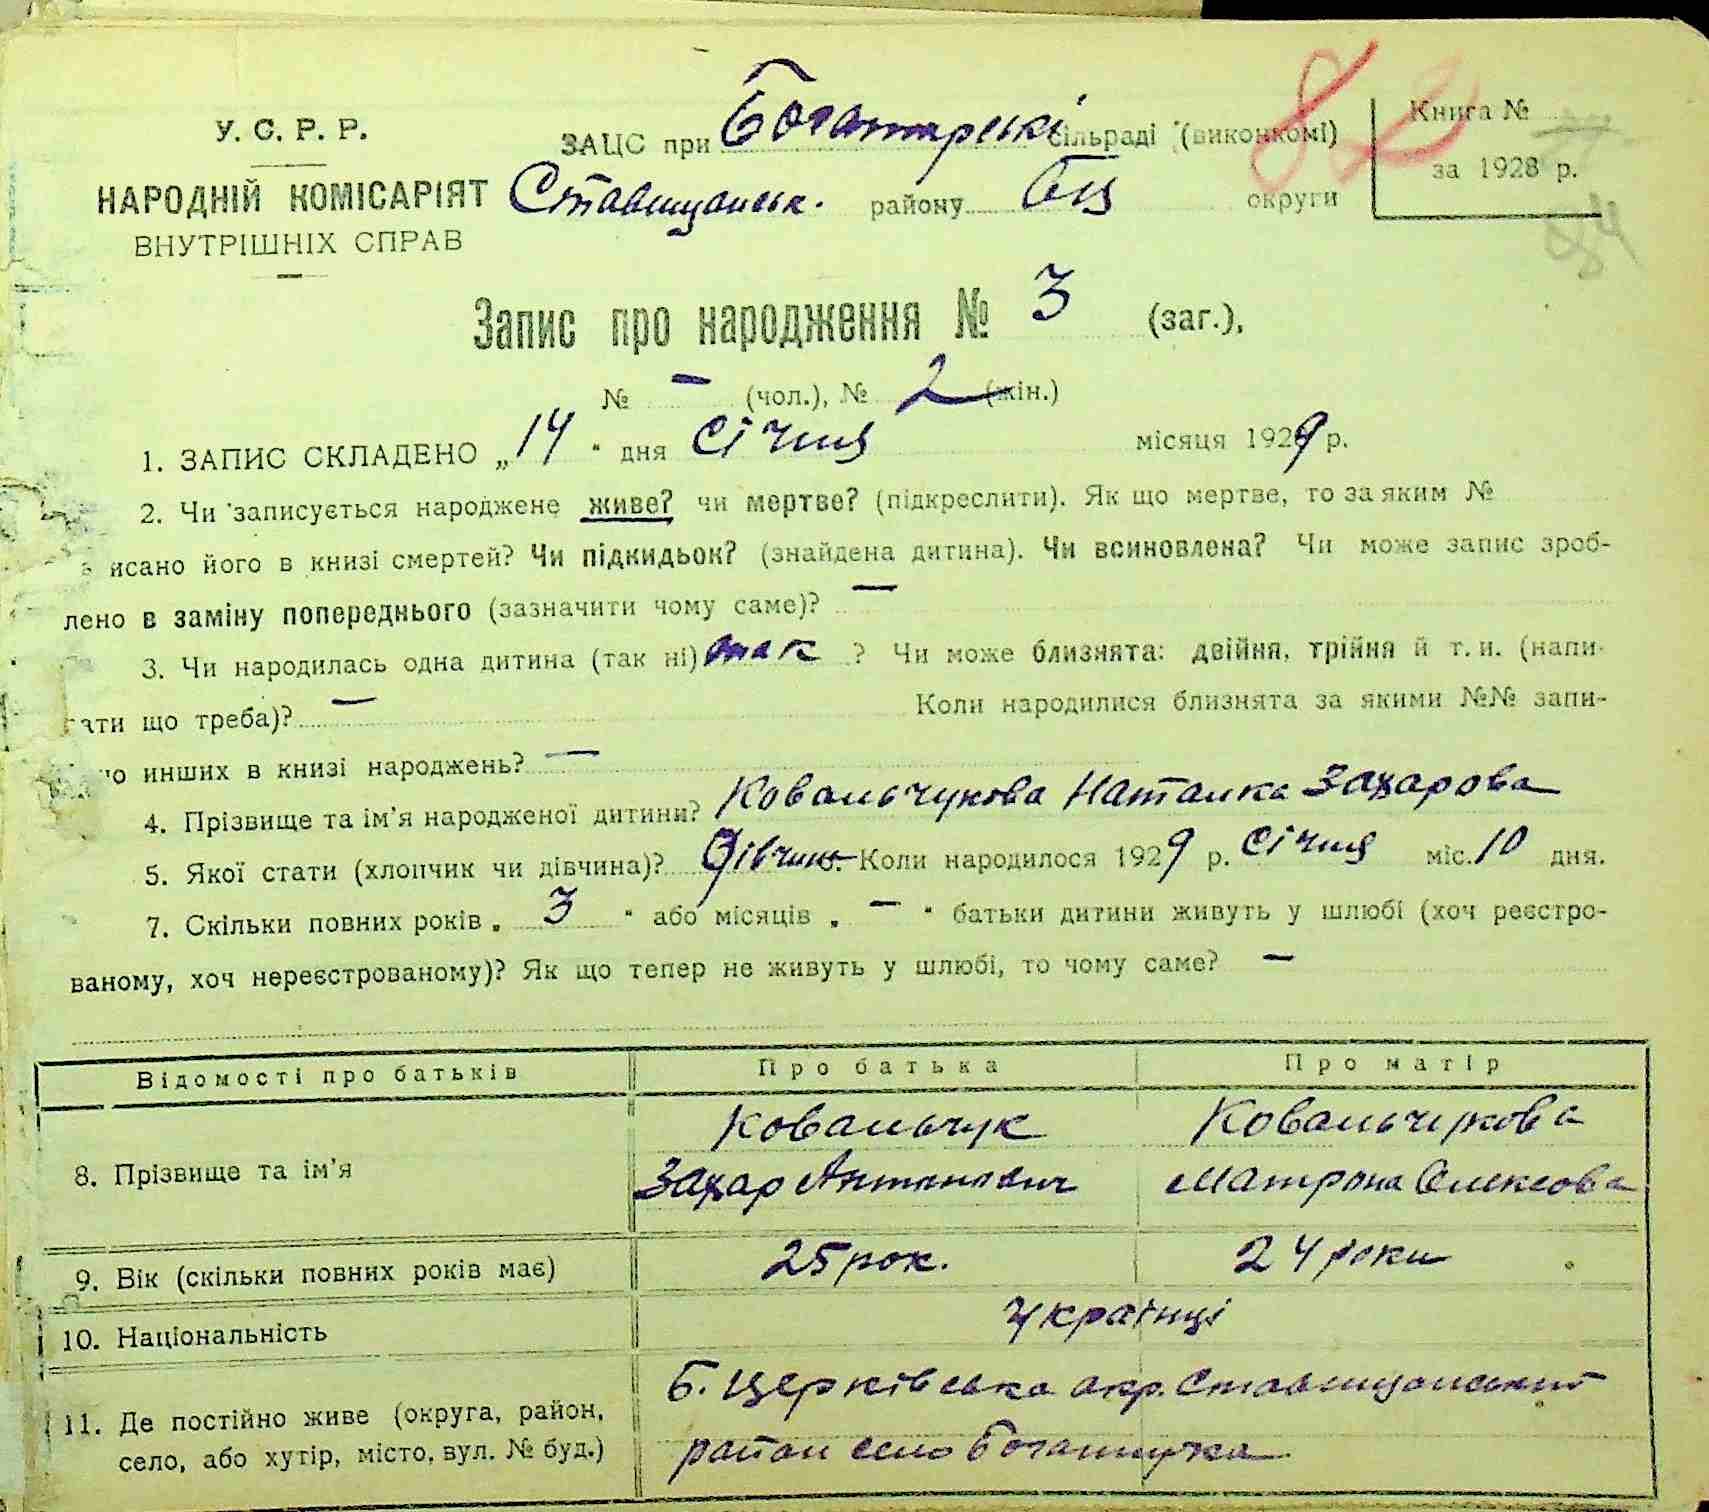 82
У. С. Р. Р.
НАРОДНІЙ КОМІСАРІЯТ
ВНУТРІШНІХ СПРАВ
ЗАЦС при Богатирські сільраді (виконкомі)
Ставищанськ. району БЦ округи
Книга №
за 1928 р.
84
Запис про народження № 3 (заг.),
№ — (чол.), № 2 (жін.)
1. ЗАПИС СКЛАДЕНО „14“ дня Січня місяця 1929 р.
2. Чи записується народжене живе? чи мертве? (підкреслити). Як що мертве, то за яким №
исано його в книзі смертей? Чи підкидьок? (знайдена дитина). Чи всиновлена? Чи може запис зроб-
лено в заміну попереднього (зазначити чому саме)? —
3. Чи народилась одна дитина (так ні) так ? Чи може близнята: двійня, трійня й т. и. (напи-
ати що треба)? — Коли народилися близнята за якими №№ запи-
но инших в книзі народжень? —
4. Прізвище та ім’я народженої дитини? Ковальчукова Наталка Захарова
5. Якої стати (хлопчик чи дівчина)? Дівчина. Коли народилося 1929 р. Січня міс. 10 дня.
7. Скільки повних років „ 3 “ або місяців „ — “ батьки дитини живуть у шлюбі (хоч реєстро-
ваному, хоч нереєстрованому)? Як що тепер не живуть у шлюбі, то чому саме? —
Відомості про батьків Про батька Про матір
8. Прізвище та ім’я
Ковальчук
Захар Антонович
Ковальчукова
Матрона Олексова
9. Вік (скільки повних років має) 25 рок. 24 роки
10. Національність Українці
11. Де постійно живе (округа, район,
село, або хутір, місто, вул. № буд.)
Б. Церківська окр. Ставищанський
район село